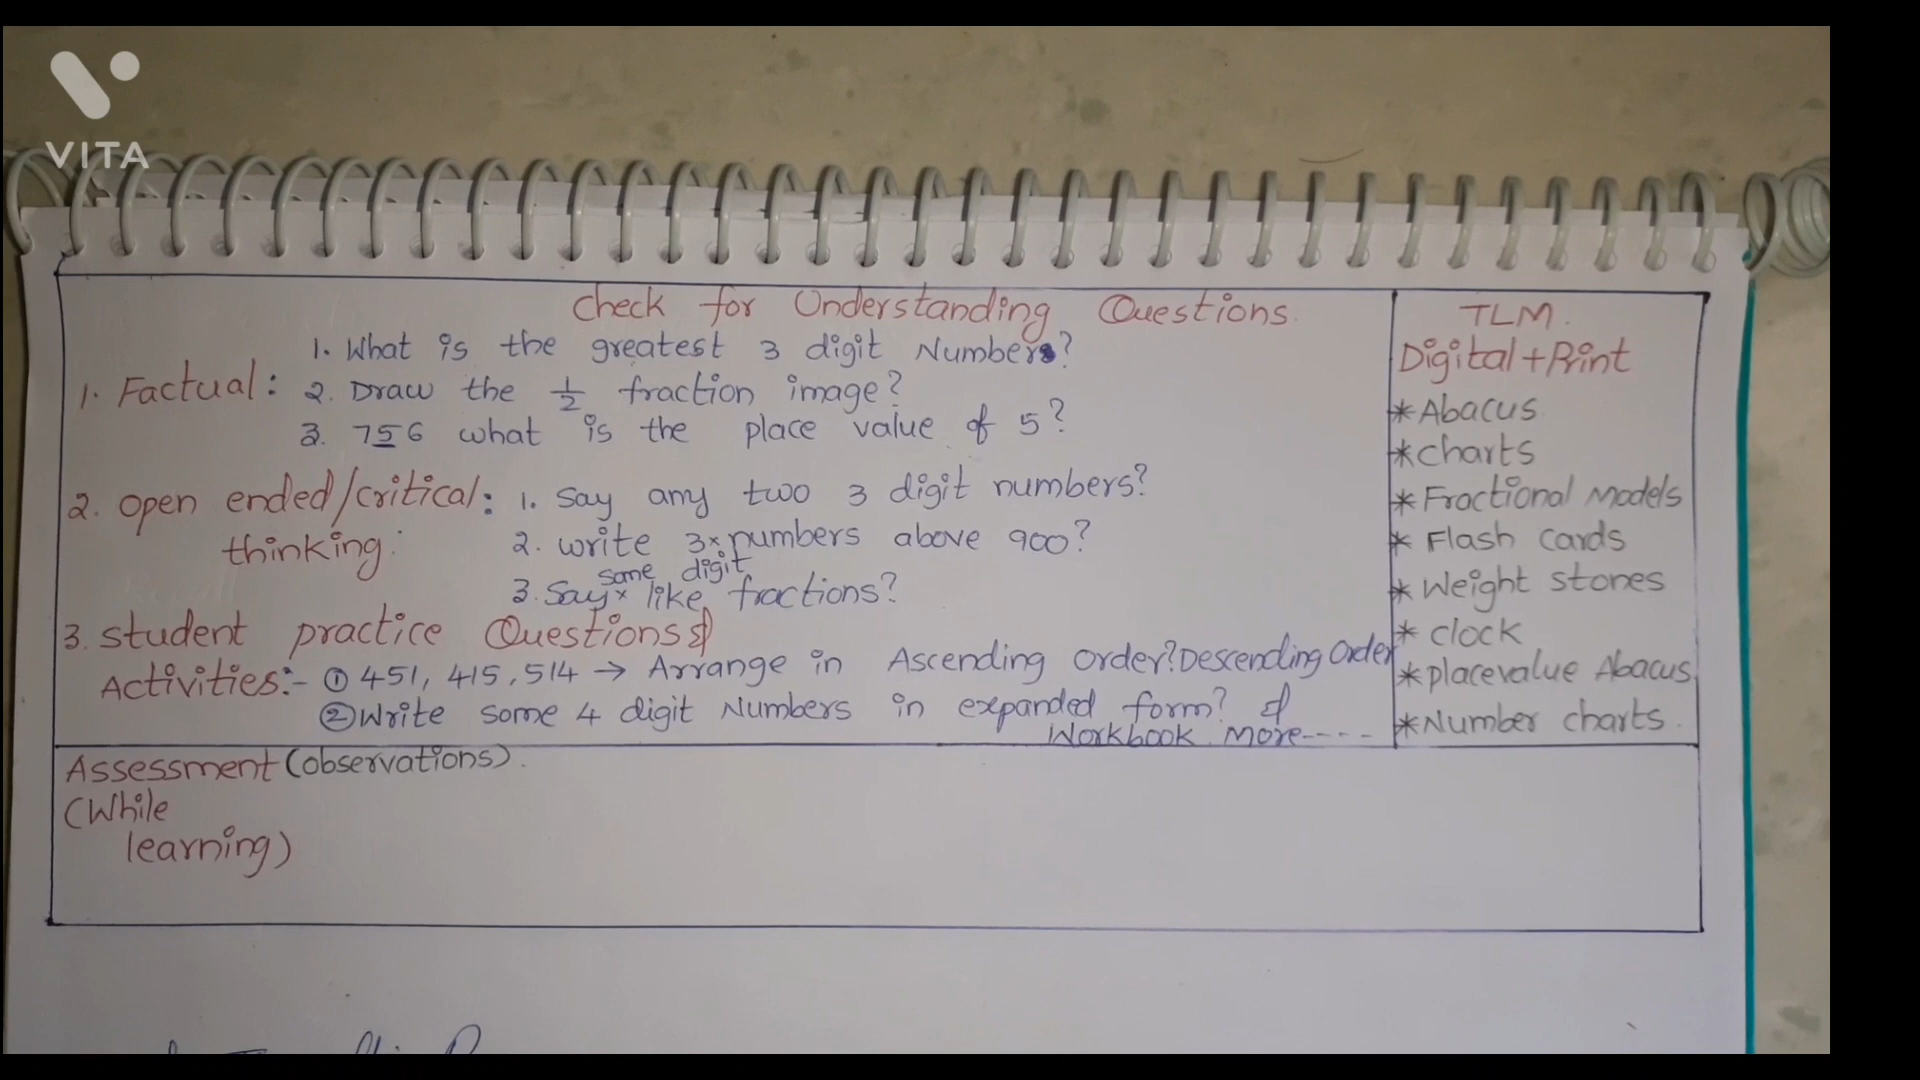 VITA
Check for Understanding Questions.
1. Factual: 1. What is the greatest 3 digit Numbers?
2. Draw the 1/2 fraction image?
3. 756 what is the place value of 5?
2. open ended/critical thinking: 1. Say any two 3 digit numbers?
2. write 3 digit numbers above 900?
3. Say some like fractions?
3. student practice Questions &
Activities:- ① 451, 415, 514 → Arrange in Ascending order? Descending Order
② Write some 4 digit Numbers in expanded form? &
Workbook more----
TLM.
Digital+Print
* Abacus
* charts
* Fractional Models
* Flash cards
* Weight stones
* clock
* placevalue Abacus
* Number charts.
Assessment (observations).
(While
learning)